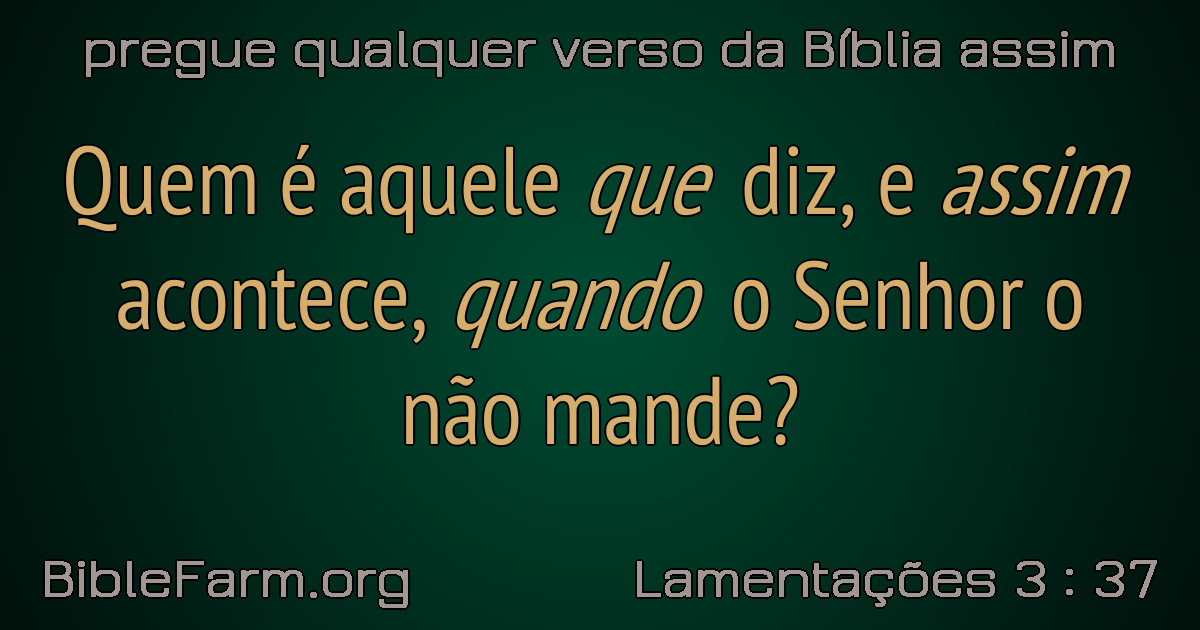 pregue qualquer verso da Bíblia assim
Quem é aquele que diz, e assim
acontece, quando o Senhor o
não mande?
BibleFarm.org
Lamentações 3 : 37